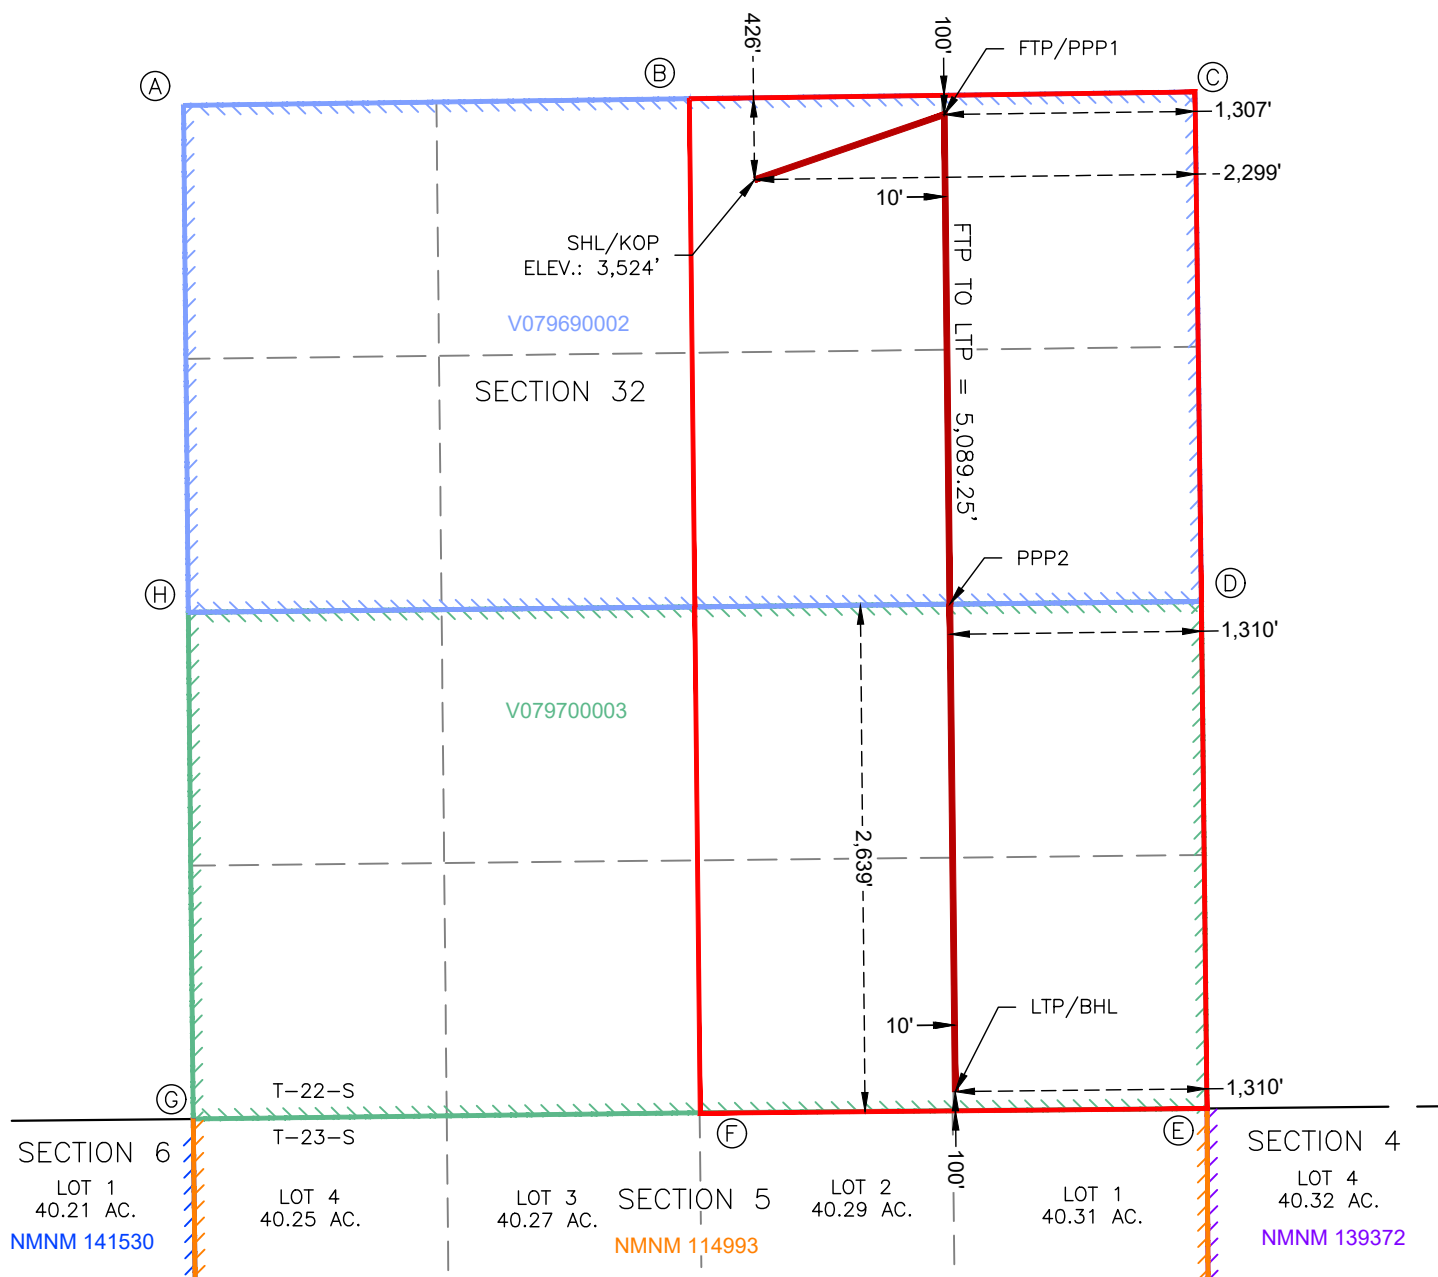 426'
100'
FTP/PPP1
A
B
C
1,307'
2,299'
10'
SHL/KOP
ELEV.: 3,524'
FTP TO LTP = 5,089.25'
V079690002
SECTION 32
PPP2
H
D
1,310'
V079700003
2,639'
LTP/BHL
10'
1,310'
T-22-S
G
T-23-S
F
E
100'
SECTION 6
LOT 1
40.21 AC.
NMNM 141530
LOT 4
40.25 AC.
LOT 3
40.27 AC.
SECTION 5
NMNM 114993
LOT 2
40.29 AC.
LOT 1
40.31 AC.
SECTION 4
LOT 4
40.32 AC.
NMNM 139372